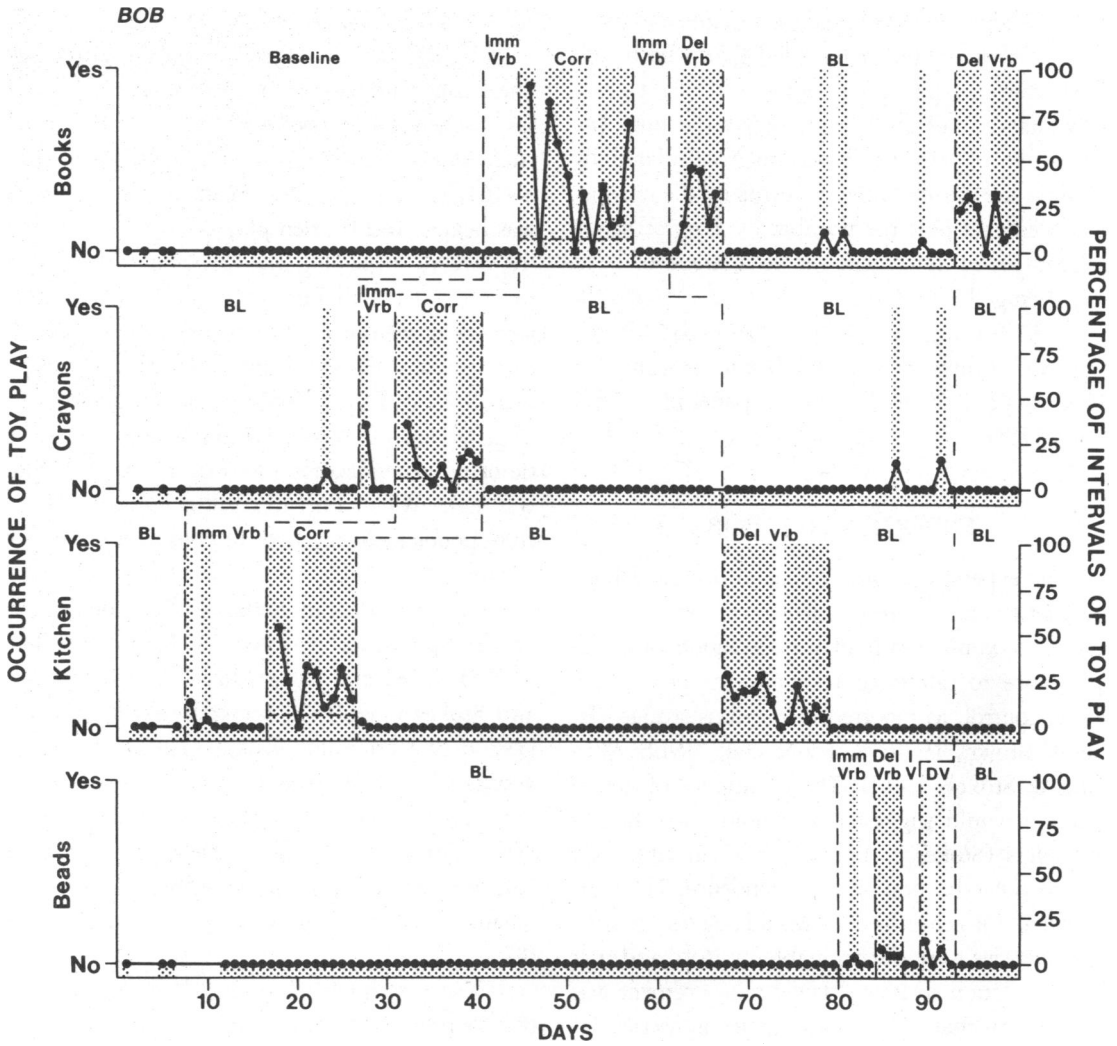 BOB
Imm
Vrb
Imm
Vrb
Del
Vrb
Baseline
Corr
BL
Del Vrb
Yes
100
75
50
25
0
No
Books
Imm
Vrb
BL
Corr
BL
BL
BL
Yes
100
75
50
25
0
No
Crayons
BL
Imm Vrb
Corr
BL
Del Vrb
BL
BL
Yes
100
75
50
25
0
No
Kitchen
BL
Imm
Vrb
Del
Vrb
I
V
DV
BL
Yes
100
75
50
25
0
No
Beads
10 20 30 40 50 60 70 80 90
DAYS
OCCURRENCE OF TOY PLAY
PERCENTAGE OF INTERVALS OF TOY PLAY